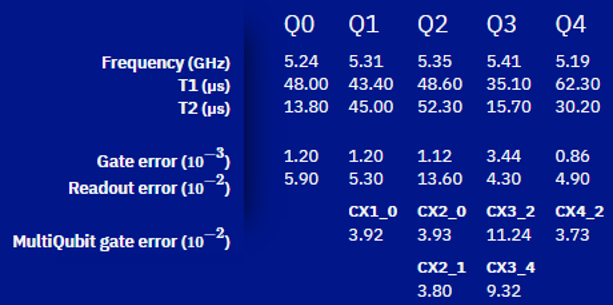 Q0 Q1 Q2 Q3 Q4
Frequency (GHz) 5.24 5.31 5.35 5.41 5.19
T1 (µs) 48.00 43.40 48.60 35.10 62.30
T2 (µs) 13.80 45.00 52.30 15.70 30.20
Gate error (10⁻³) 1.20 1.20 1.12 3.44 0.86
Readout error (10⁻²) 5.90 5.30 13.60 4.30 4.90
CX1_0 CX2_0 CX3_2 CX4_2
MultiQubit gate error (10⁻²) 3.92 3.93 11.24 3.73
CX2_1 CX3_4
3.80 9.32